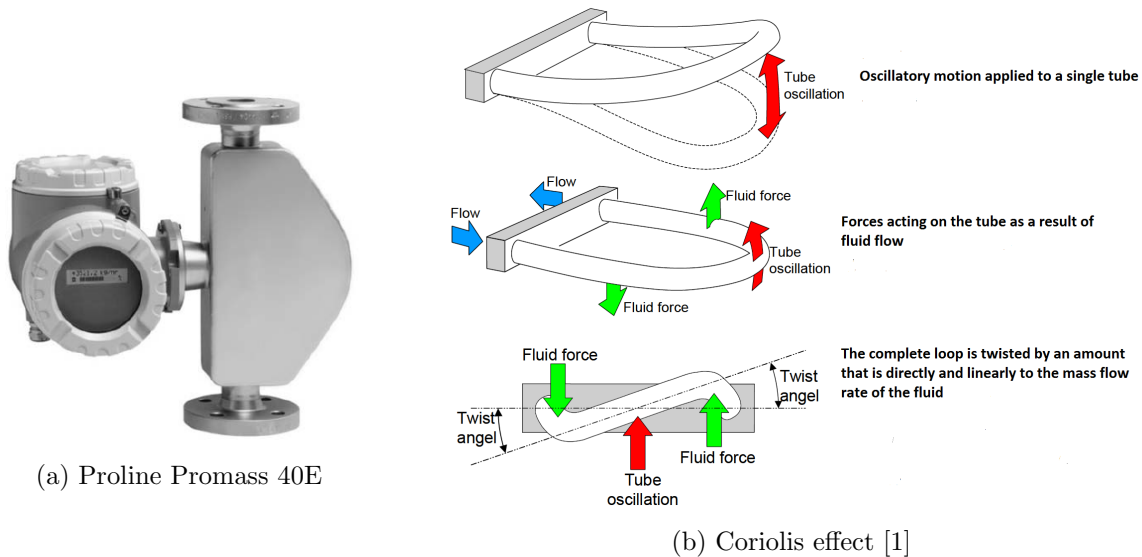 Tube
oscillation
Oscillatory motion applied to a single tube
Flow
Flow
Fluid force
Tube
oscillation
Fluid force
Forces acting on the tube as a result of
fluid flow
Fluid force
Twist
angel
Twist
angel
Fluid force
Tube
oscillation
The complete loop is twisted by an amount
that is directly and linearly to the mass flow
rate of the fluid
(a) Proline Promass 40E
(b) Coriolis effect [1]